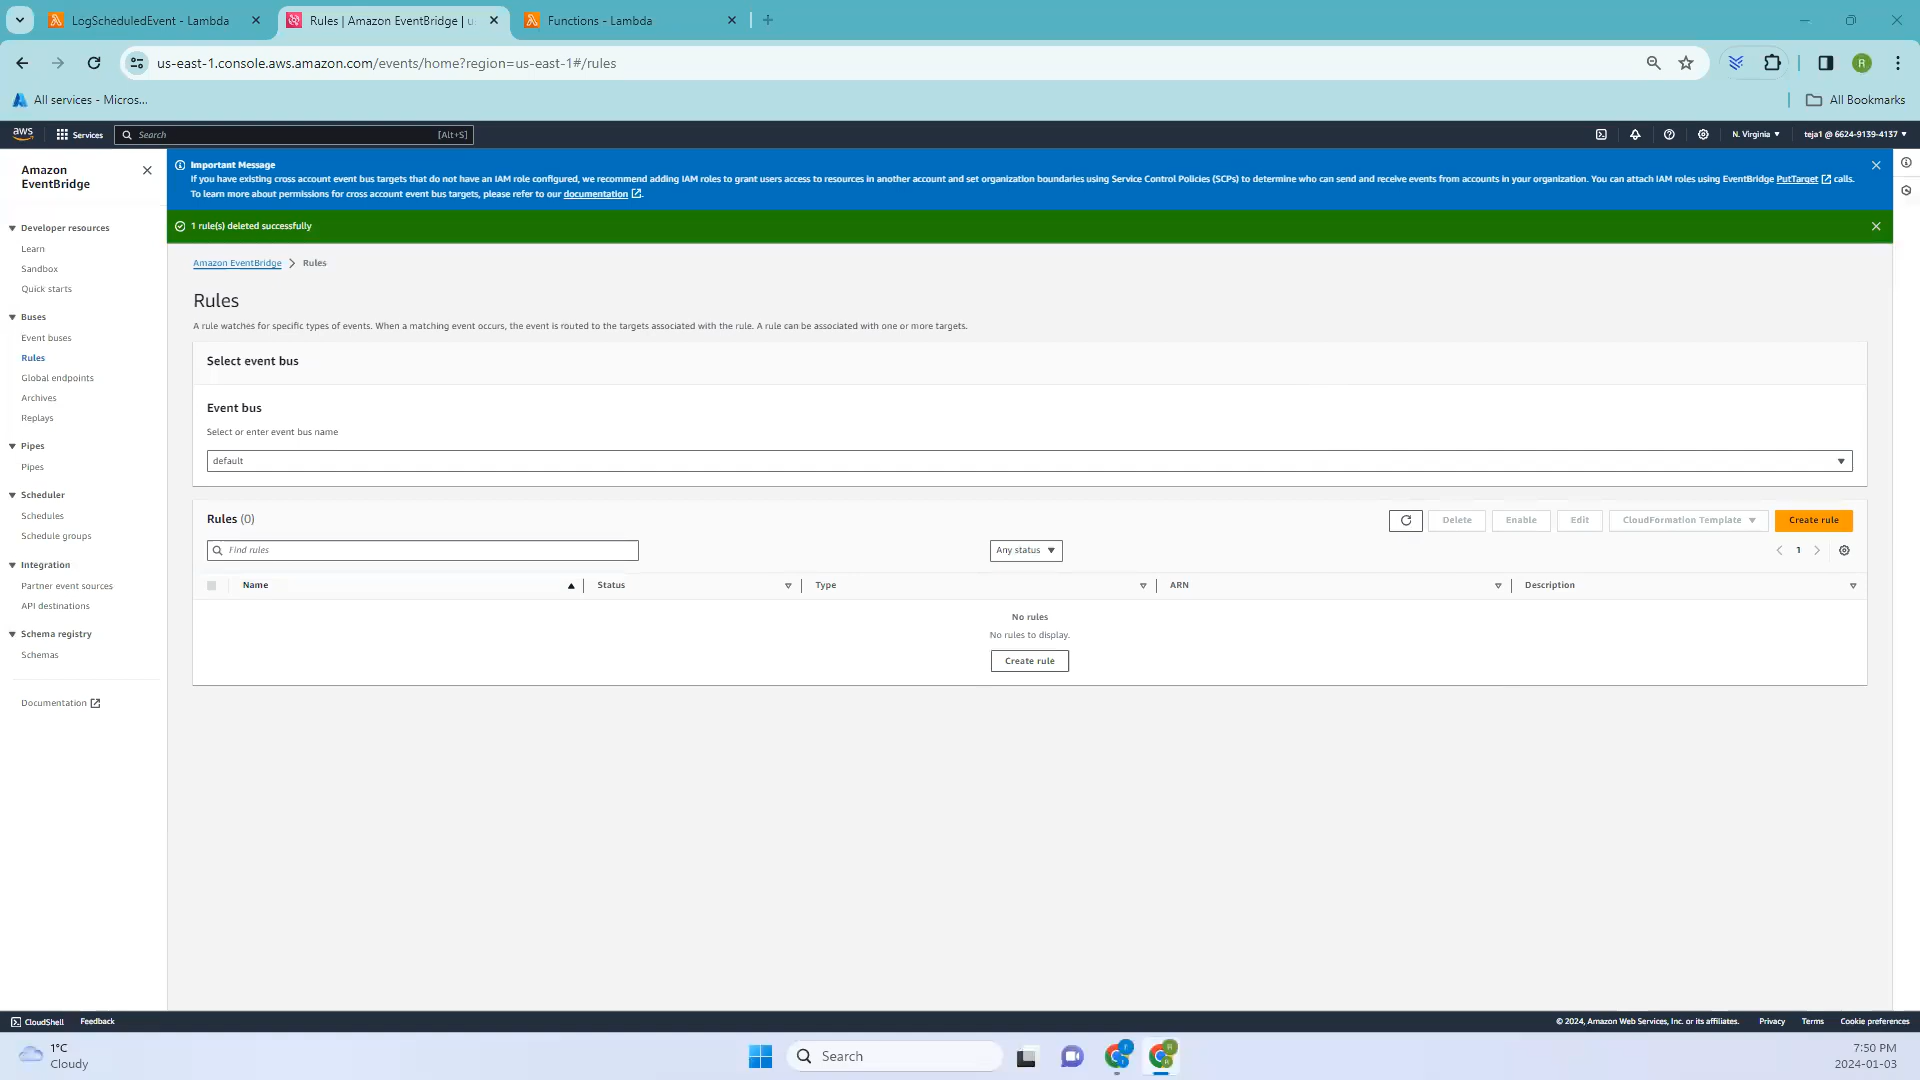 LogScheduledEvent - Lambda
Rules | Amazon EventBridge | u
Functions - Lambda
us-east-1.console.aws.amazon.com/events/home?region=us-east-1#/rules
R
All services - Micros...
All Bookmarks
aws
Services
Search
[Alt+S]
N. Virginia
teja1 @ 6624-9139-4137
Amazon
EventBridge
Developer resources
Learn
Sandbox
Quick starts
Buses
Event buses
Rules
Global endpoints
Archives
Replays
Pipes
Pipes
Scheduler
Schedules
Schedule groups
Integration
Partner event sources
API destinations
Schema registry
Schemas
Documentation
Important Message
If you have existing cross account event bus targets that do not have an IAM role configured, we recommend adding IAM roles to grant users access to resources in another account and set organization boundaries using Service Control Policies (SCPs) to determine who can send and receive events from accounts in your organization. You can attach IAM roles using EventBridge PutTarget calls.
To learn more about permissions for cross account event bus targets, please refer to our documentation.
1 rule(s) deleted successfully
Amazon EventBridge > Rules
Rules
A rule watches for specific types of events. When a matching event occurs, the event is routed to the targets associated with the rule. A rule can be associated with one or more targets.
Select event bus
Event bus
Select or enter event bus name
default
Rules (0)
Delete
Enable
Edit
CloudFormation Template
Create rule
Find rules
Any status
1
Name
Status
Type
ARN
Description
No rules
No rules to display.
Create rule
CloudShell
Feedback
© 2024, Amazon Web Services, Inc. or its affiliates.
Privacy
Terms
Cookie preferences
1°C
Cloudy
Search
7:50 PM
2024-01-03